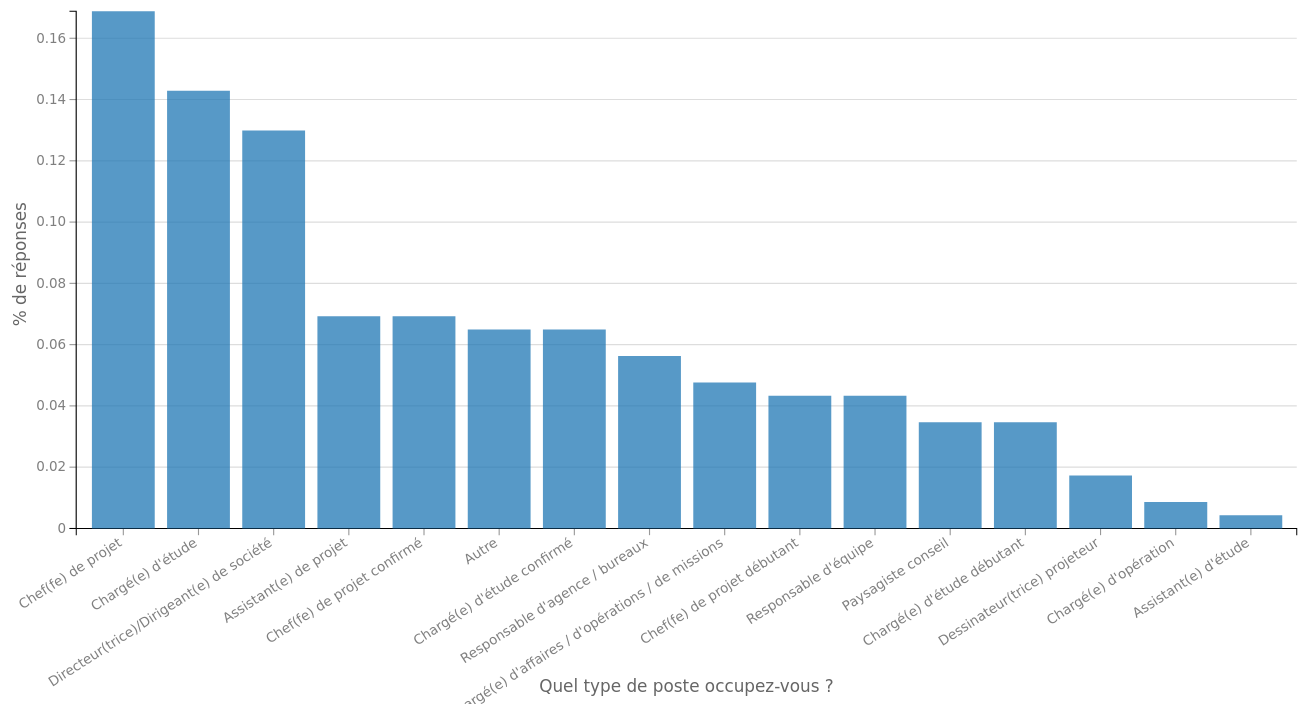 % de réponses
0.16
0.14
0.12
0.10
0.08
0.06
0.04
0.02
0
Chef(fe) de projet
Chargé(e) d'étude
Directeur(trice)/Dirigeant(e) de société
Assistant(e) de projet
Chef(fe) de projet confirmé
Autre
Chargé(e) d'étude confirmé
Responsable d'agence / bureaux
d'affaires / d'opérations / de missions
Chef(fe) de projet débutant
Responsable d'équipe
Paysagiste conseil
Chargé(e) d'étude débutant
Dessinateur(trice) projeteur
Chargé(e) d'opération
Assistant(e) d'étude
Quel type de poste occupez-vous ?